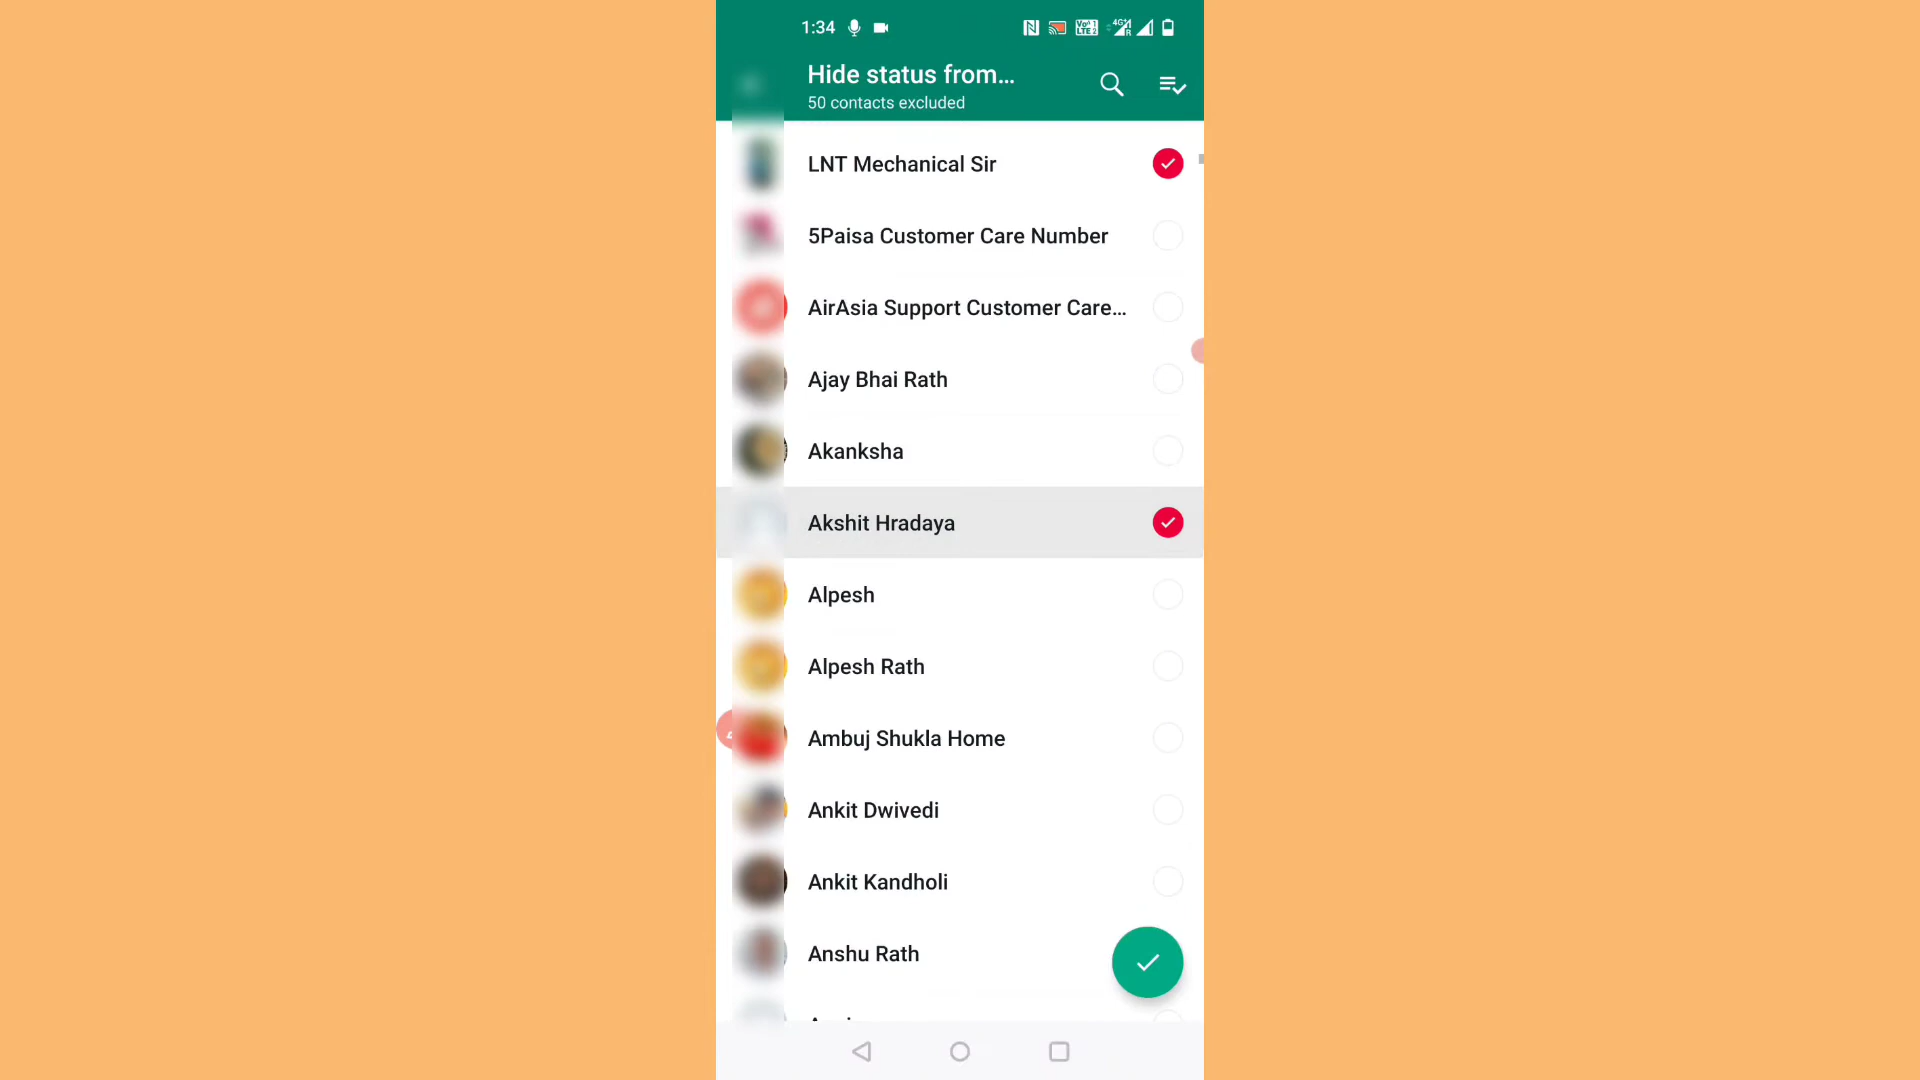 1:34
Hide status from...
50 contacts excluded
LNT Mechanical Sir
5Paisa Customer Care Number
AirAsia Support Customer Care...
Ajay Bhai Rath
Akanksha
Akshit Hradaya
Alpesh
Alpesh Rath
Ambuj Shukla Home
Ankit Dwivedi
Ankit Kandholi
Anshu Rath